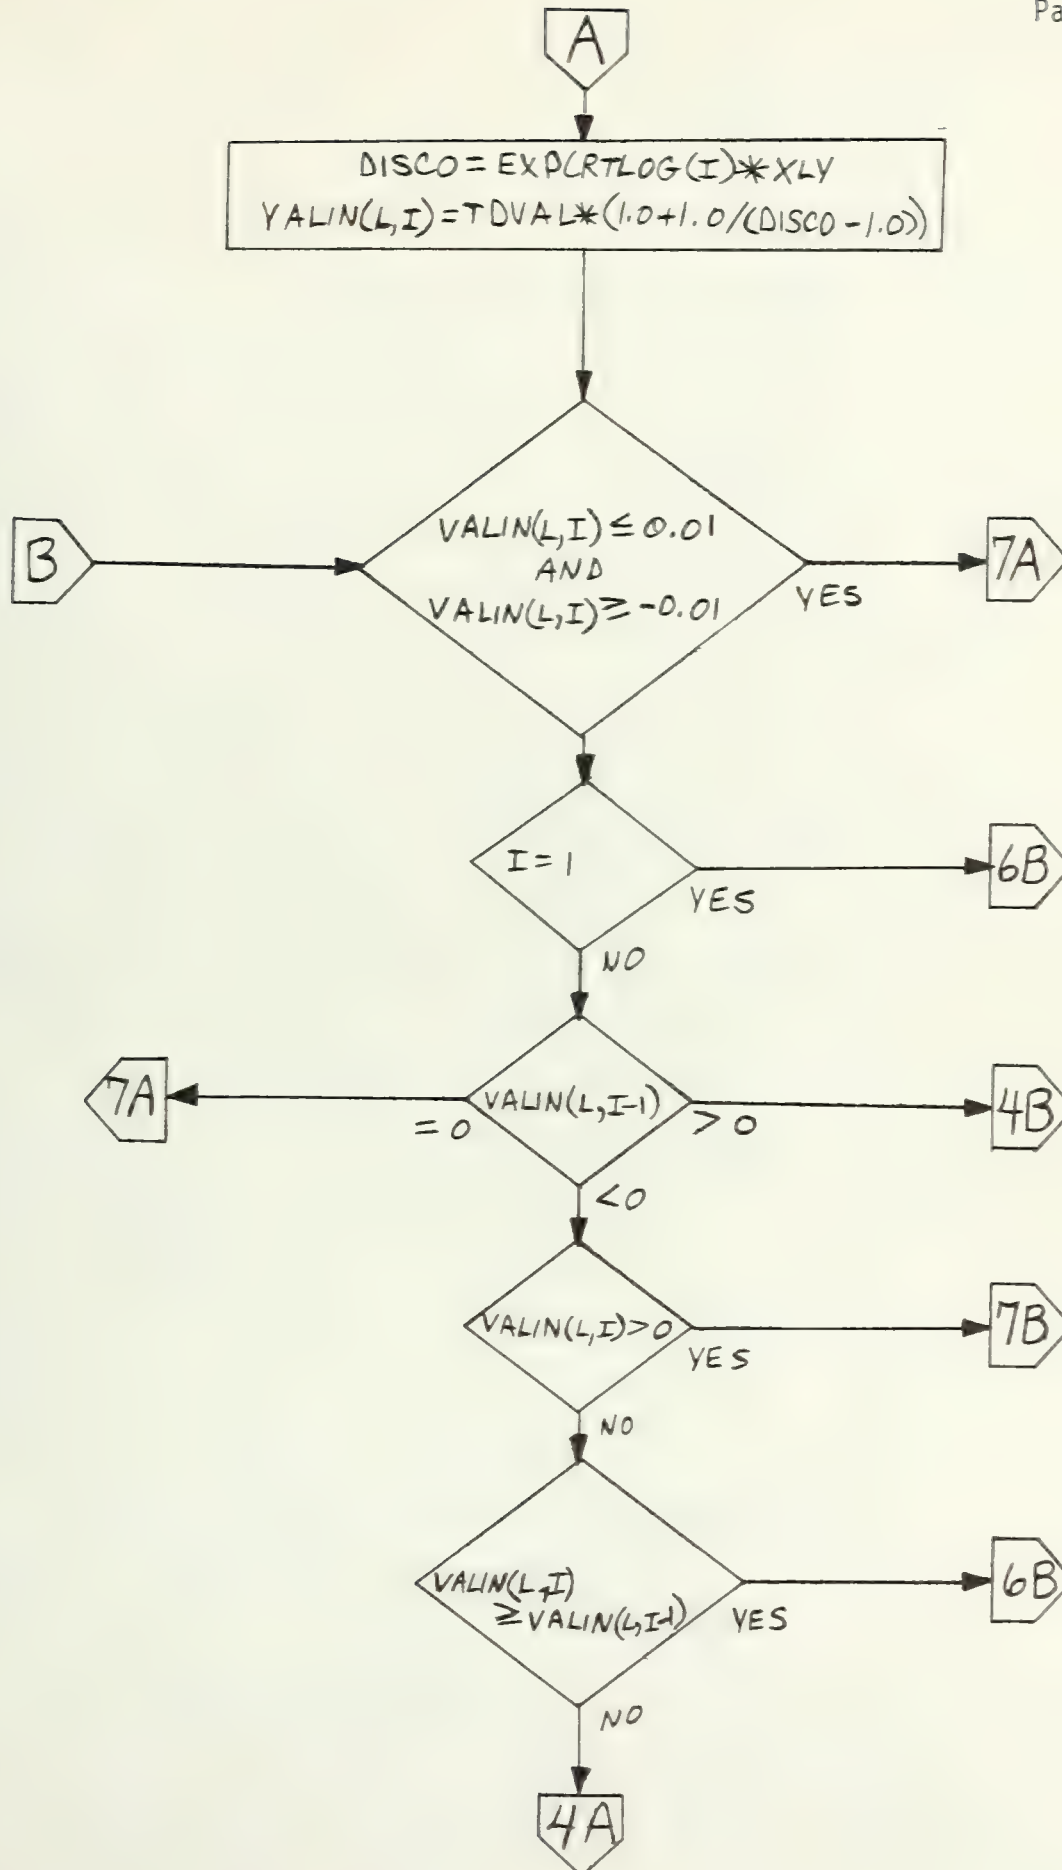 Pa
A
DISCO = EXP(RTLOG(I)*XLY
VALIN(L,I) = TDVAL*(1.0+1.0/(DISCO-1.0))
B
VALIN(L,I) ≤ 0.01
AND
VALIN(L,I) ≥ -0.01
YES
7A
I = 1
YES
6B
NO
7A
= 0
VALIN(L,I-1)
> 0
4B
< 0
VALIN(L,I) > 0
YES
7B
NO
VALIN(L,I)
≥ VALIN(L,I-1)
YES
6B
NO
4A